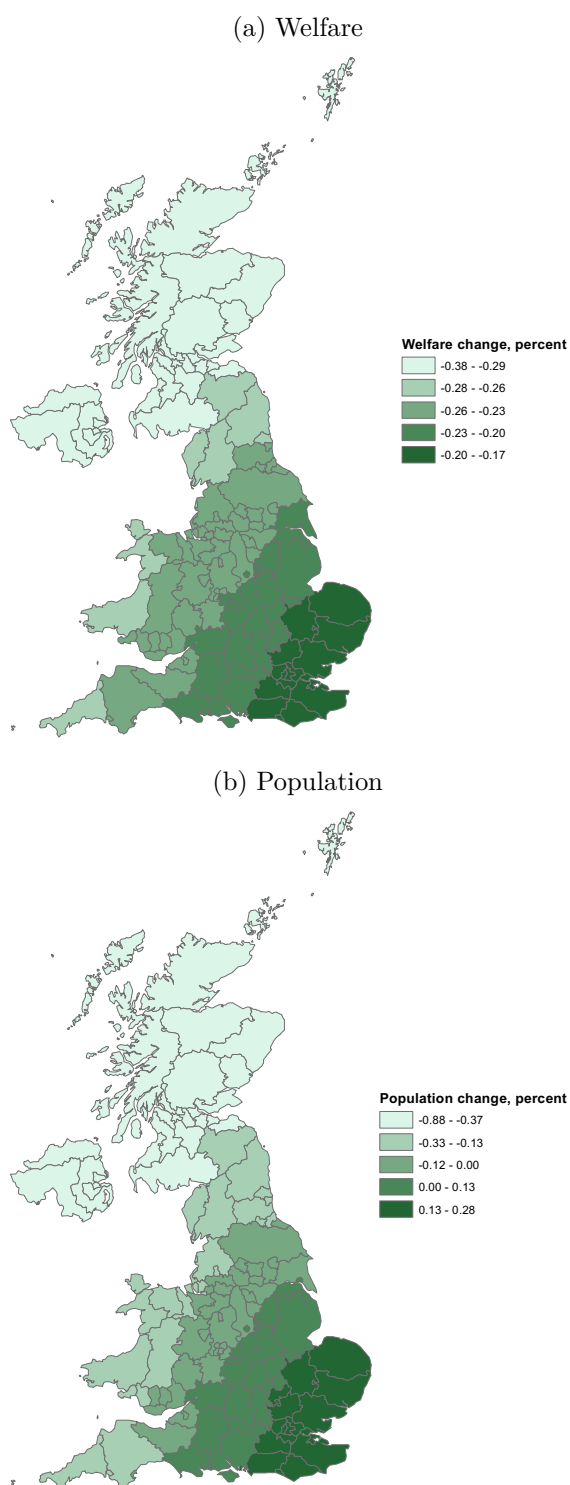 (a) Welfare
Welfare change, percent
-0.38 - -0.29
-0.28 - -0.26
-0.26 - -0.23
-0.23 - -0.20
-0.20 - -0.17
(b) Population
Population change, percent
-0.88 - -0.37
-0.33 - -0.13
-0.12 - 0.00
0.00 - 0.13
0.13 - 0.28